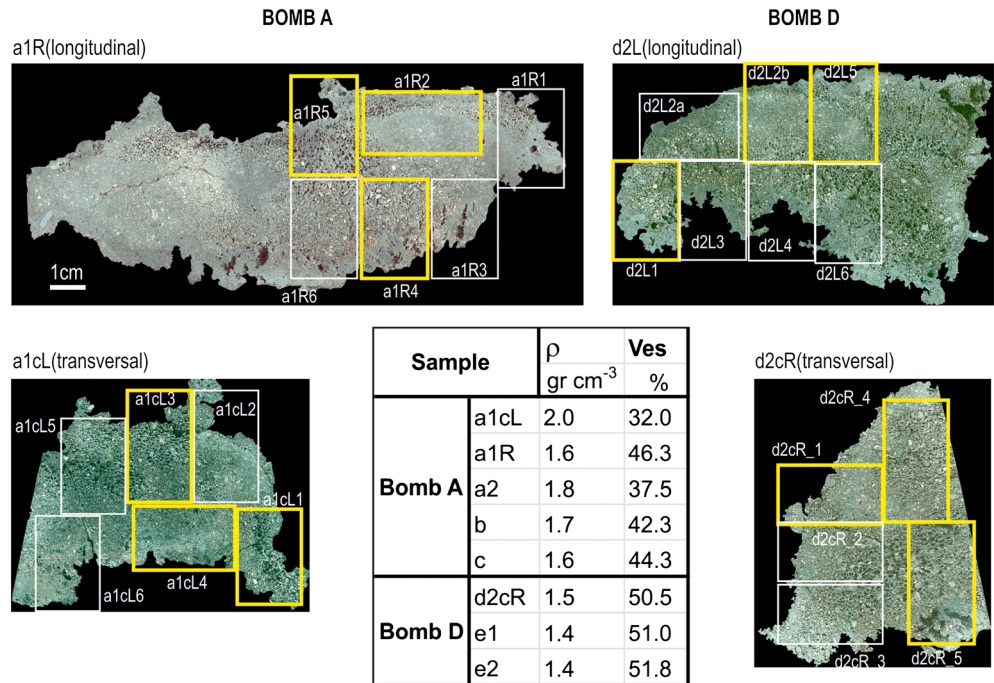 BOMB A
BOMB D
a1R(longitudinal)
d2L(longitudinal)
a1R5
a1R2
a1R1
1cm
a1R6
a1R4
a1R3
d2L2a
d2L2b
d2L5
d2L1
d2L3
d2L4
d2L6
a1cL(transversal)
a1cL5
a1cL3
a1cL2
a1cL1
a1cL6
a1cL4
Sample ρ Ves
gr cm-3 %
Bomb A
a1cL 2.0 32.0
a1R 1.6 46.3
a2 1.8 37.5
b 1.7 42.3
c 1.6 44.3
Bomb D
d2cR 1.5 50.5
e1 1.4 51.0
e2 1.4 51.8
d2cR(transversal)
d2cR_4
d2cR_1
d2cR_2
d2cR_3
d2cR_5